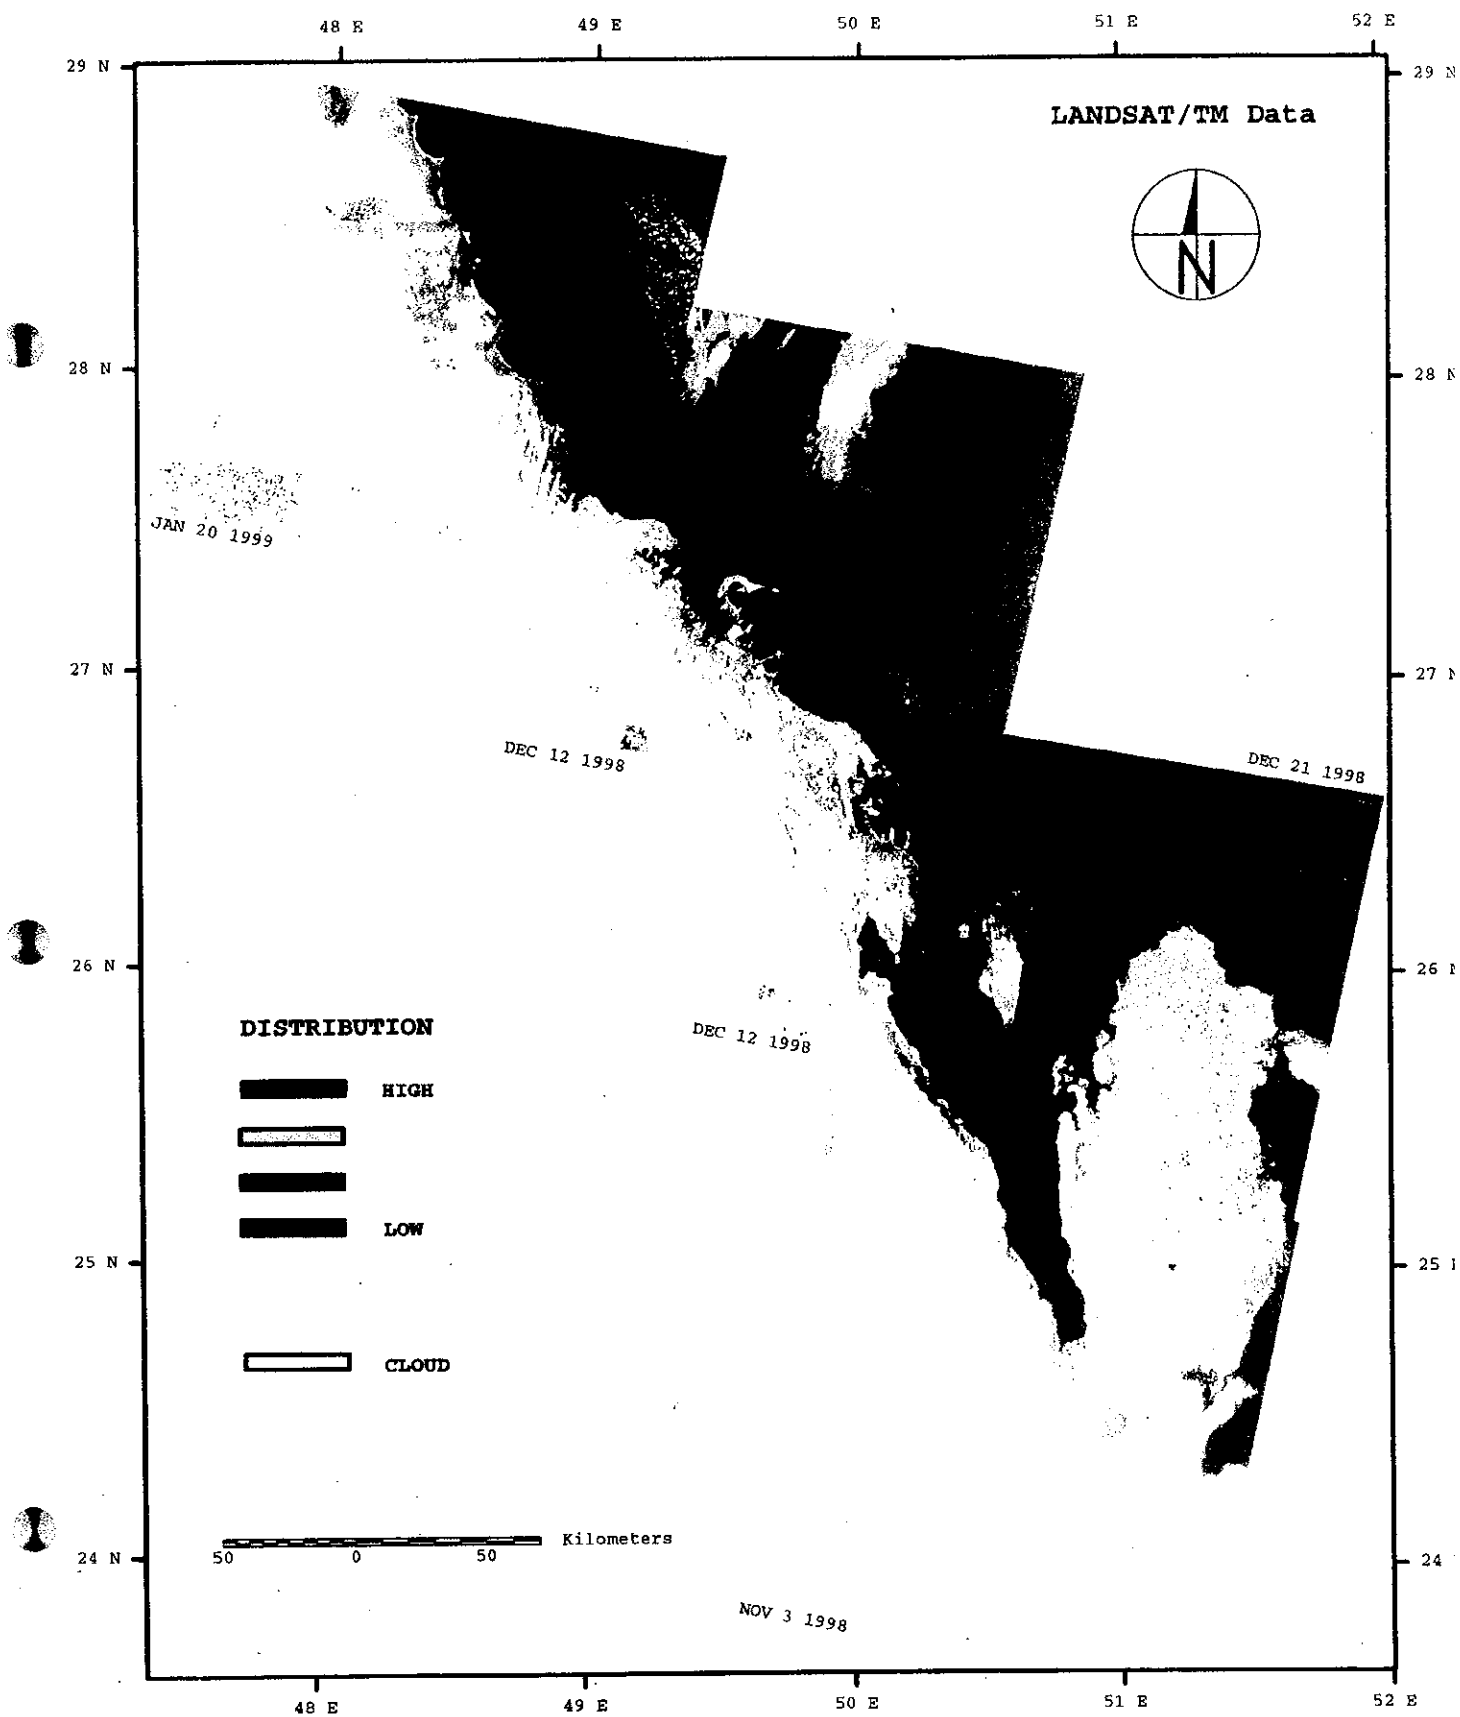 48 E 49 E 50 E 51 E 52 E
29 N 29 N
LANDSAT/TM Data
N
28 N 28 N
JAN 20 1999
27 N 27 N
DEC 12 1998
DEC 21 1998
26 N 26 N
DISTRIBUTION
DEC 12 1998
HIGH
LOW
25 N 25
CLOUD
Kilometers
50 0 50
24 N 24
NOV 3 1998
48 E 49 E 50 E 51 E 52 E